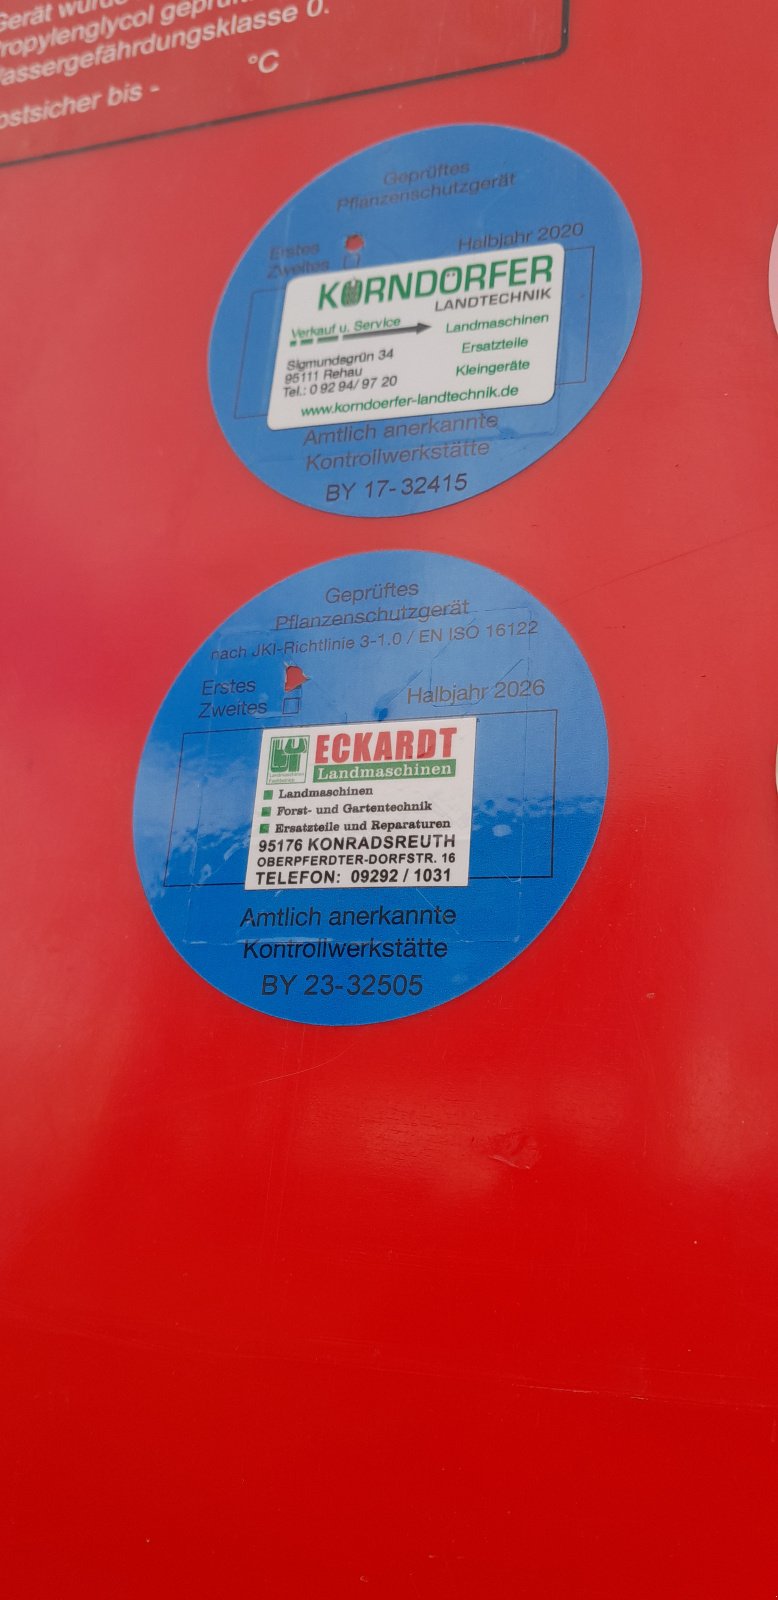 Gerät wurde
Propylenglycol geprüft
Wassergefährdungsklasse 0.
ostsicher bis - °C
Geprüftes
Pflanzenschutzgerät
Erstes
Zweites
Halbjahr 2020
KÖRNDÖRFER
LANDTECHNIK
Verkauf u. Service
Landmaschinen
Ersatzteile
Kleingeräte
Sigmundsgrün 34
95111 Rehau
Tel.: 0 92 94/ 97 20
www.korndoerfer-landtechnik.de
Amtlich anerkannte
Kontrollwerkstätte
BY 17-32415
Geprüftes
Pflanzenschutzgerät
nach JKI-Richtlinie 3-1.0 / EN ISO 16122
Erstes
Zweites
Halbjahr 2026
ECKARDT
Landmaschinen
Landmaschinen
Forst- und Gartentechnik
Ersatzteile und Reparaturen
95176 KONRADSREUTH
OBERPFERDTER-DORFSTR. 16
TELEFON: 09292 / 1031
Amtlich anerkannte
Kontrollwerkstätte
BY 23-32505